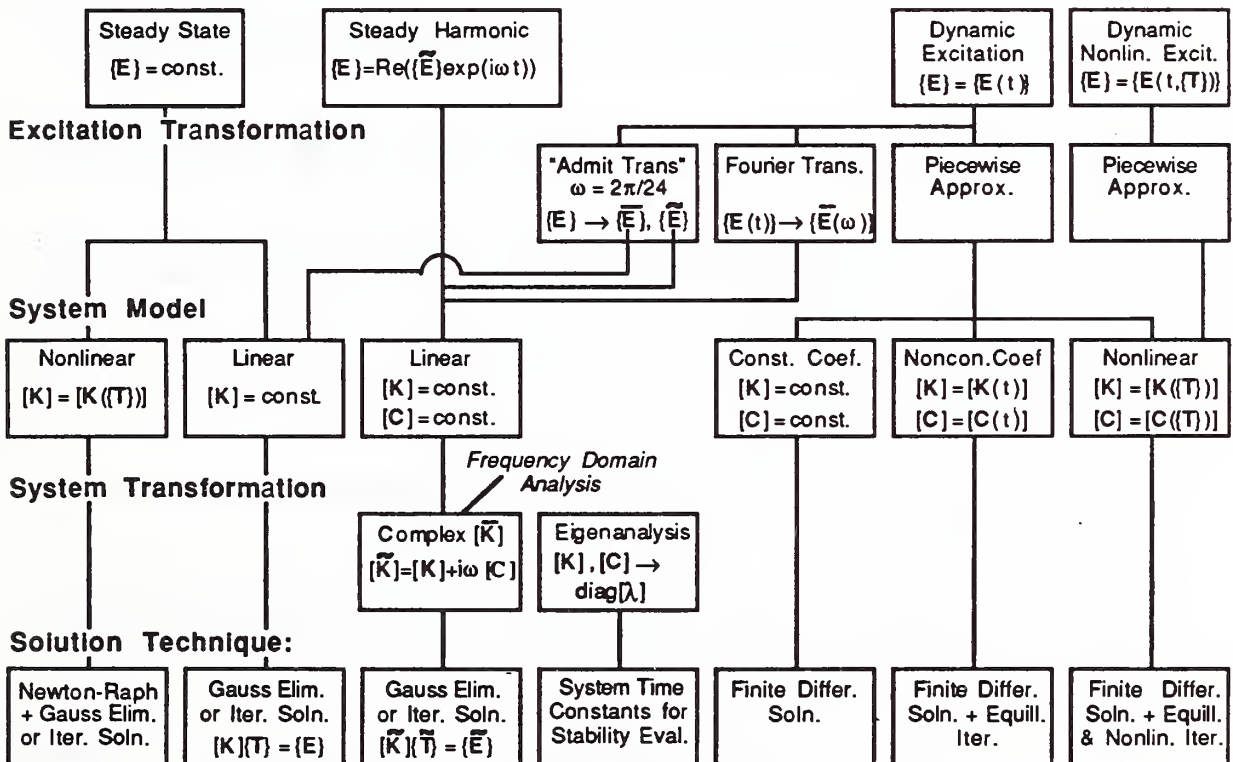 Steady State
{E} = const.
Steady Harmonic
{E}=Re({Ẽ}exp(iω t))
Dynamic
Excitation
{E} = {E(t)}
Dynamic
Nonlin. Excit.
{E} = {E(t,{T})}
Excitation Transformation
"Admit Trans"
ω = 2π/24
{E} → {E̅}, {Ẽ}
Fourier Trans.
{E(t)} → {E̅(ω)}
Piecewise
Approx.
Piecewise
Approx.
System Model
Nonlinear
[K] = [K({T})]
Linear
[K] = const.
Linear
[K] = const.
[C] = const.
Const. Coef.
[K] = const.
[C] = const.
Noncon.Coef
[K] = [K(t)]
[C] = [C(t)]
Nonlinear
[K] = [K({T})]
[C] = [C({T})]
Frequency Domain
Analysis
System Transformation
Complex [K̅]
[K̃]=[K]+iω [C]
Eigenanalysis
[K] , [C] →
diag[λ]
Solution Technique:
Newton-Raph
+ Gauss Elim.
or Iter. Soln.
Gauss Elim.
or Iter. Soln.
[K]{T} = {E}
Gauss Elim.
or Iter. Soln.
[K̃]{T̃} = {Ẽ}
System Time
Constants for
Stability Eval.
Finite Differ.
Soln.
Finite Differ.
Soln. + Equill.
Iter.
Finite Differ.
Soln. + Equill.
& Nonlin. Iter.